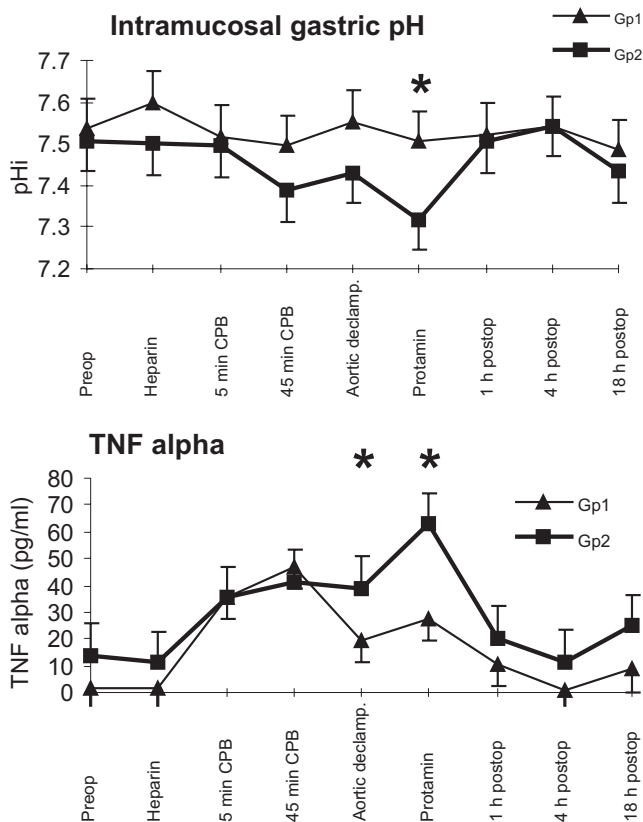 Intramucosal gastric pH
Gp1
Gp2
7.7
7.6
7.5
7.4
7.3
7.2
pHi
*
Preop
Heparin
5 min CPB
45 min CPB
Aortic declamp.
Protamin
1 h postop
4 h postop
18 h postop
TNF alpha
* *
Gp1
Gp2
80
70
60
50
40
30
20
10
0
TNF alpha (pg/ml)
Preop
Heparin
5 min CPB
45 min CPB
Aortic declamp.
Protamin
1 h postop
4 h postop
18 h postop